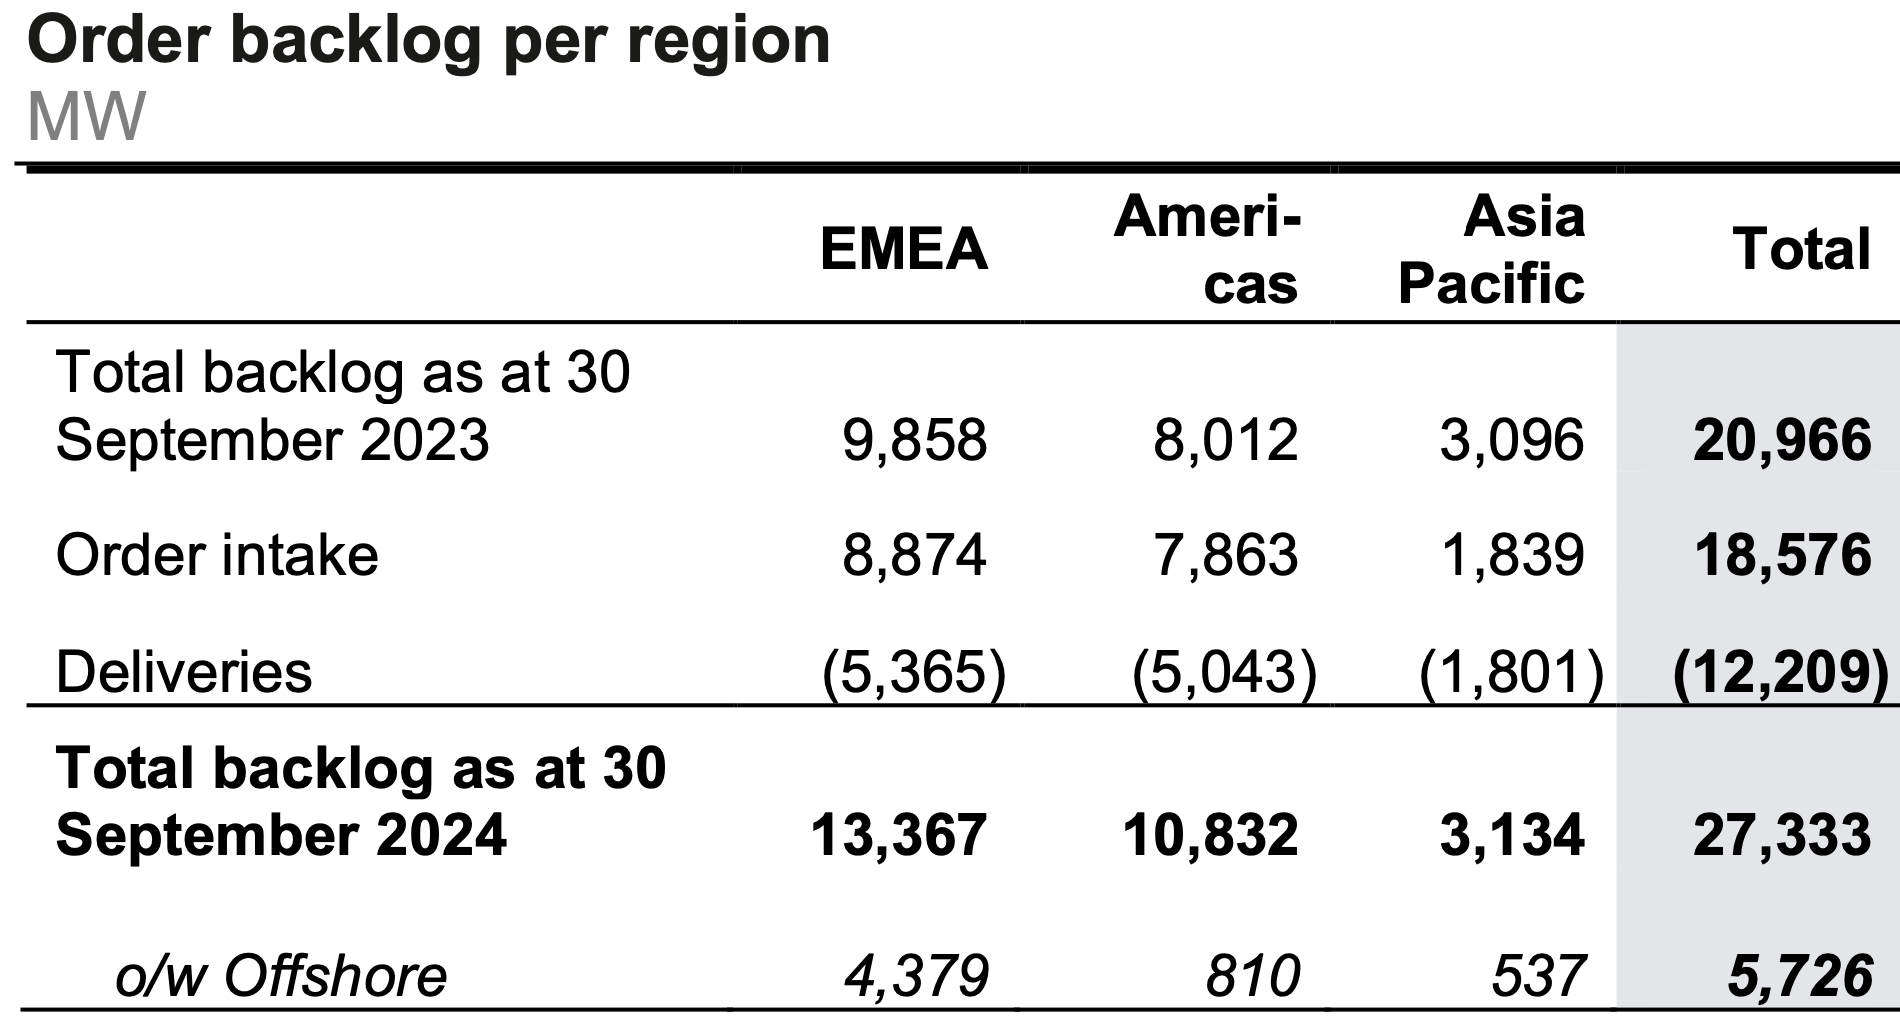 Order backlog per region
MW
EMEA Ameri-cas Asia Pacific Total
Total backlog as at 30
September 2023 9,858 8,012 3,096 20,966
Order intake 8,874 7,863 1,839 18,576
Deliveries (5,365) (5,043) (1,801) (12,209)
Total backlog as at 30
September 2024 13,367 10,832 3,134 27,333
o/w Offshore 4,379 810 537 5,726